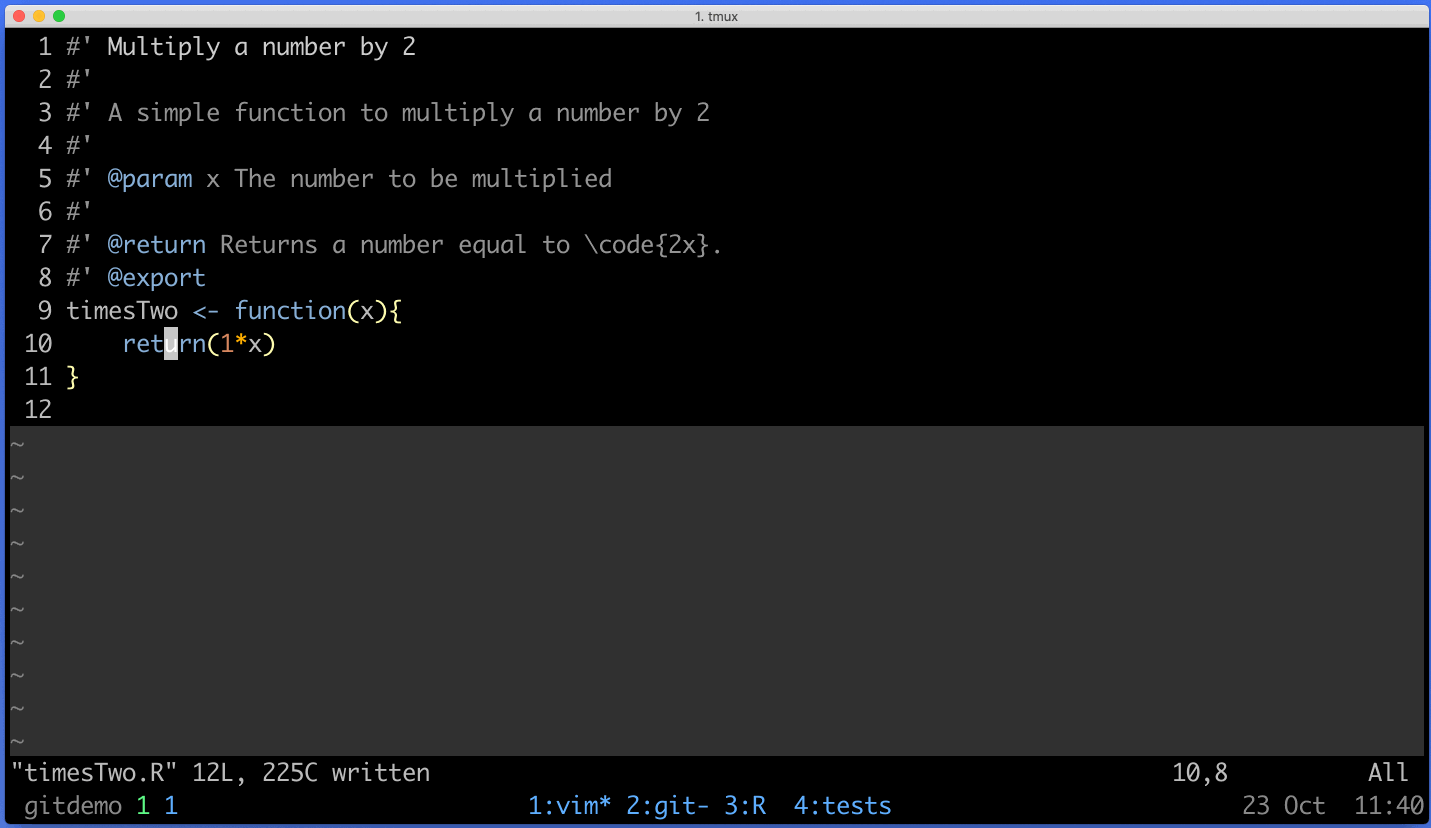 1. tmux
1 #' Multiply a number by 2
2 #'
3 #' A simple function to multiply a number by 2
4 #'
5 #' @param x The number to be multiplied
6 #'
7 #' @return Returns a number equal to \code{2x}.
8 #' @export
9 timesTwo <- function(x){
10     return(1*x)
11 }
12
~
~
~
~
~
~
~
~
~
~
"timesTwo.R" 12L, 225C written 10,8 All
gitdemo 1 1 1:vim* 2:git- 3:R 4:tests 23 Oct 11:40